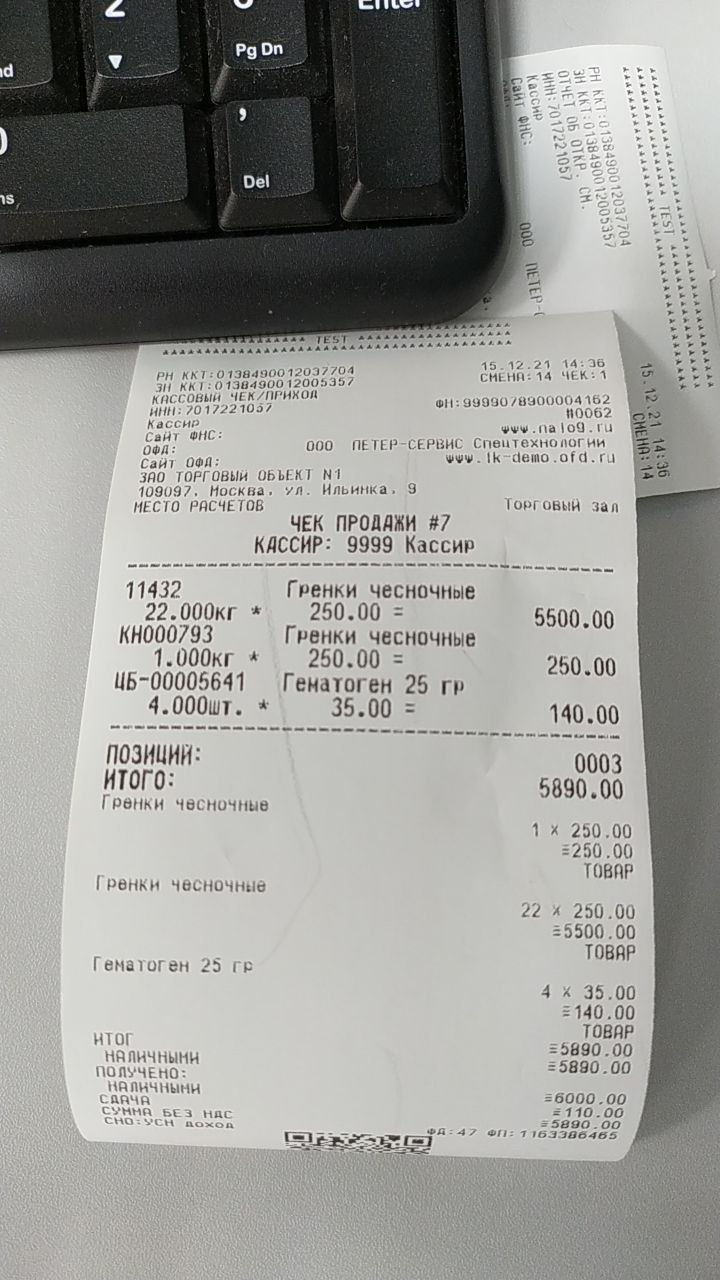 2
Enter
Pg Dn
0
,
Del
TEST
РН ККТ:0138490012037704
ЗН ККТ:0138490012005357
ОТЧЕТ ОБ ОТКР. СМ.
ИНН:7017221057
Кассир
Сайт ФНС:
15.12.21 14:36
СМЕНА:14
TEST
РН ККТ:0138490012037704 15.12.21 14:36
ЗН ККТ:0138490012005357 СМЕНА:14 ЧЕК:1
КАССОВЫЙ ЧЕК/ПРИХОД
ИНН:7017221057 ФН:9999078900004162
Кассир #0062
Сайт ФНС: www.nalog.ru
ОФД: ООО ПЕТЕР-СЕРВИС Спецтехнологии
Сайт ОФД: www.lk-demo.ofd.ru
ЗАО ТОРГОВЫЙ ОБЪЕКТ N1
109097, Москва, ул. Ильинка, 9
МЕСТО РАСЧЕТОВ Торговый зал
ЧЕК ПРОДАЖИ #7
КАССИР: 9999 Кассир
11432 Гренки чесночные
22.000кг * 250.00 = 5500.00
КН000793 Гренки чесночные
1.000кг * 250.00 = 250.00
ЦБ-00005641 Гематоген 25 гр
4.000шт. * 35.00 = 140.00
ПОЗИЦИЙ: 0003
ИТОГО: 5890.00
Гренки чесночные
1 X 250.00
≡250.00
ТОВАР
Гренки чесночные
22 X 250.00
≡5500.00
ТОВАР
Гематоген 25 гр
4 X 35.00
≡140.00
ТОВАР
ИТОГ ≡5890.00
НАЛИЧНЫМИ ≡5890.00
ПОЛУЧЕНО:
НАЛИЧНЫМИ ≡6000.00
СДАЧА ≡110.00
СУММА БЕЗ НДС ≡5890.00
СНО:УСН доход ФД:47 ФП:1163386465